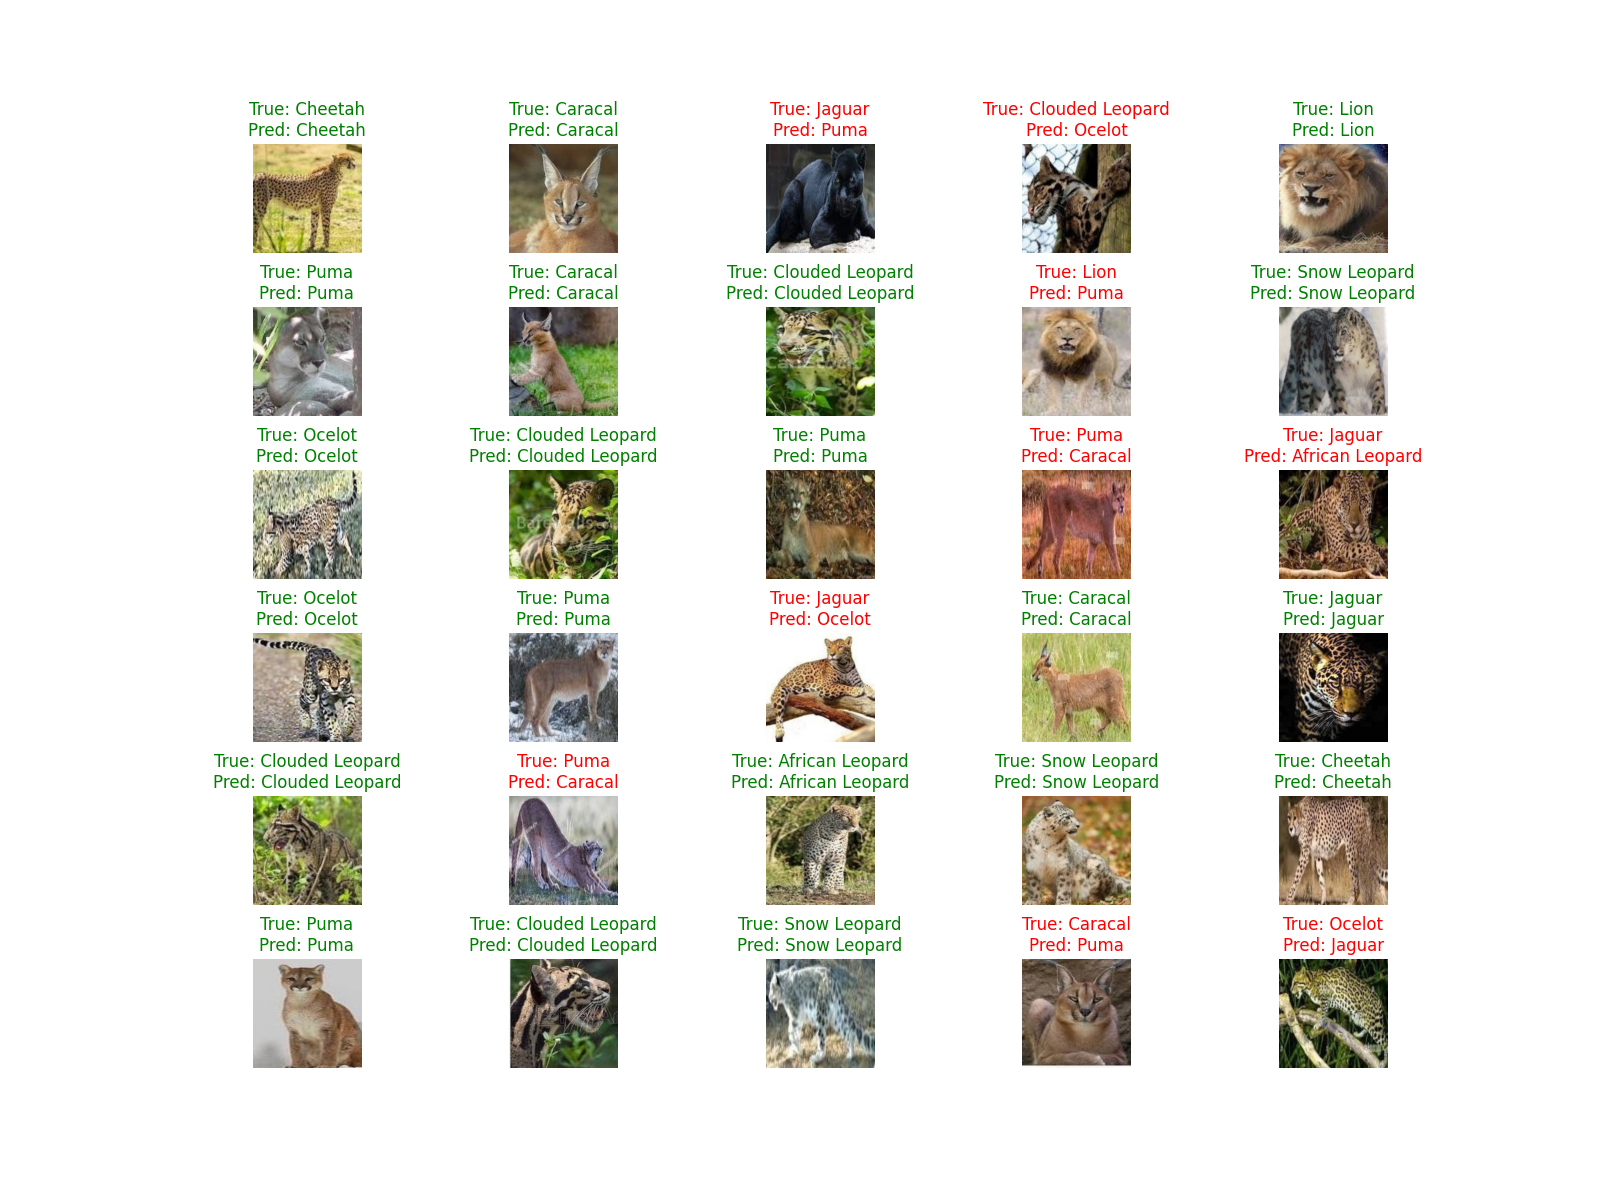 True: Cheetah
Pred: Cheetah
True: Caracal
Pred: Caracal
True: Jaguar
Pred: Puma
True: Clouded Leopard
Pred: Ocelot
True: Lion
Pred: Lion
True: Puma
Pred: Puma
True: Caracal
Pred: Caracal
True: Clouded Leopard
Pred: Clouded Leopard
True: Lion
Pred: Puma
True: Snow Leopard
Pred: Snow Leopard
True: Ocelot
Pred: Ocelot
True: Clouded Leopard
Pred: Clouded Leopard
True: Puma
Pred: Puma
True: Puma
Pred: Caracal
True: Jaguar
Pred: African Leopard
True: Ocelot
Pred: Ocelot
True: Puma
Pred: Puma
True: Jaguar
Pred: Ocelot
True: Caracal
Pred: Caracal
True: Jaguar
Pred: Jaguar
True: Clouded Leopard
Pred: Clouded Leopard
True: Puma
Pred: Caracal
True: African Leopard
Pred: African Leopard
True: Snow Leopard
Pred: Snow Leopard
True: Cheetah
Pred: Cheetah
True: Puma
Pred: Puma
True: Clouded Leopard
Pred: Clouded Leopard
True: Snow Leopard
Pred: Snow Leopard
True: Caracal
Pred: Puma
True: Ocelot
Pred: Jaguar